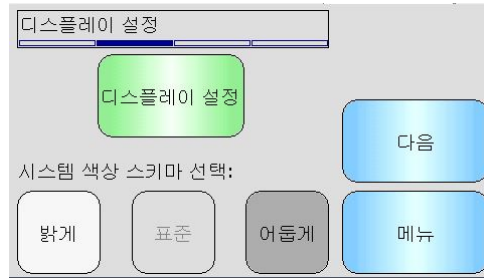 디스플레이 설정
디스플레이 설정
다음
시스템 색상 스키마 선택:
밝게
표준
어둡게
메뉴